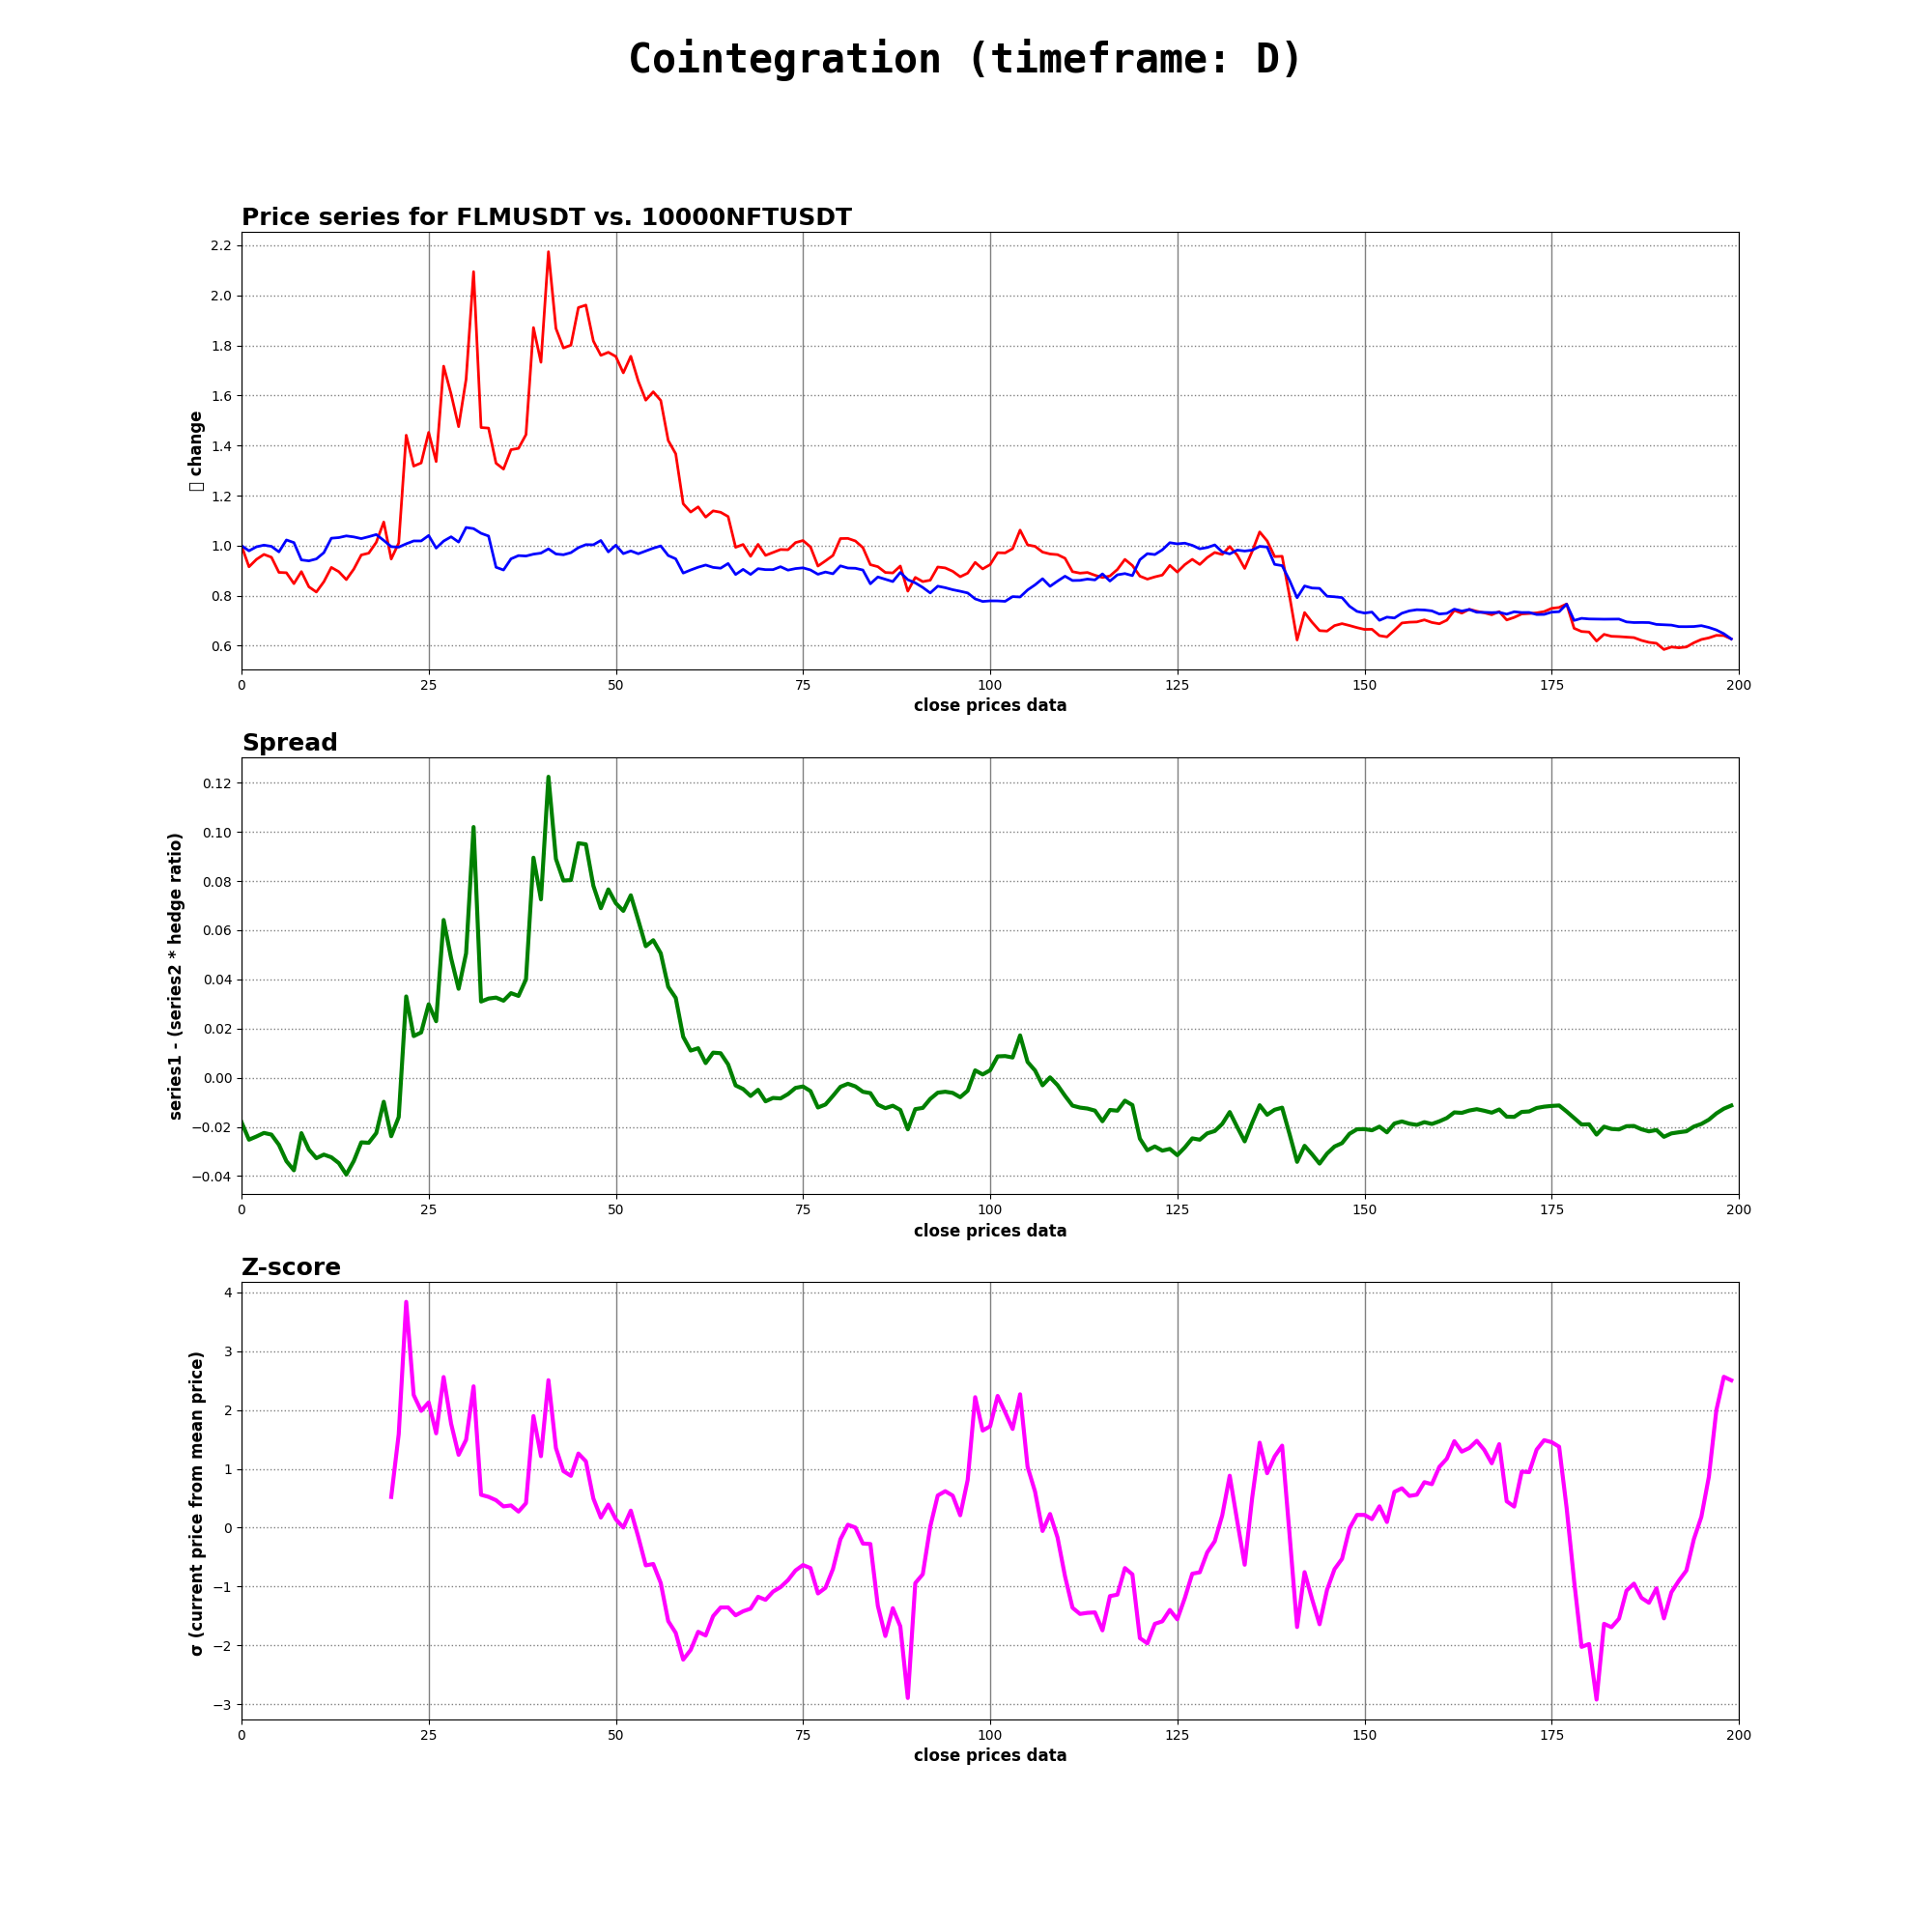 Cointegration (timeframe: D)
Price series for FLMUSDT vs. 10000NFTUSDT
2.2
2.0
1.8
1.6
1.4
1.2
1.0
0.8
0.6
▯ change
0 25 50 75 100 125 150 175 200
close prices data
Spread
0.12
0.10
0.08
0.06
0.04
0.02
0.00
−0.02
−0.04
series1 - (series2 * hedge ratio)
0 25 50 75 100 125 150 175 200
close prices data
Z-score
4
3
2
1
0
−1
−2
−3
σ (current price from mean price)
0 25 50 75 100 125 150 175 200
close prices data